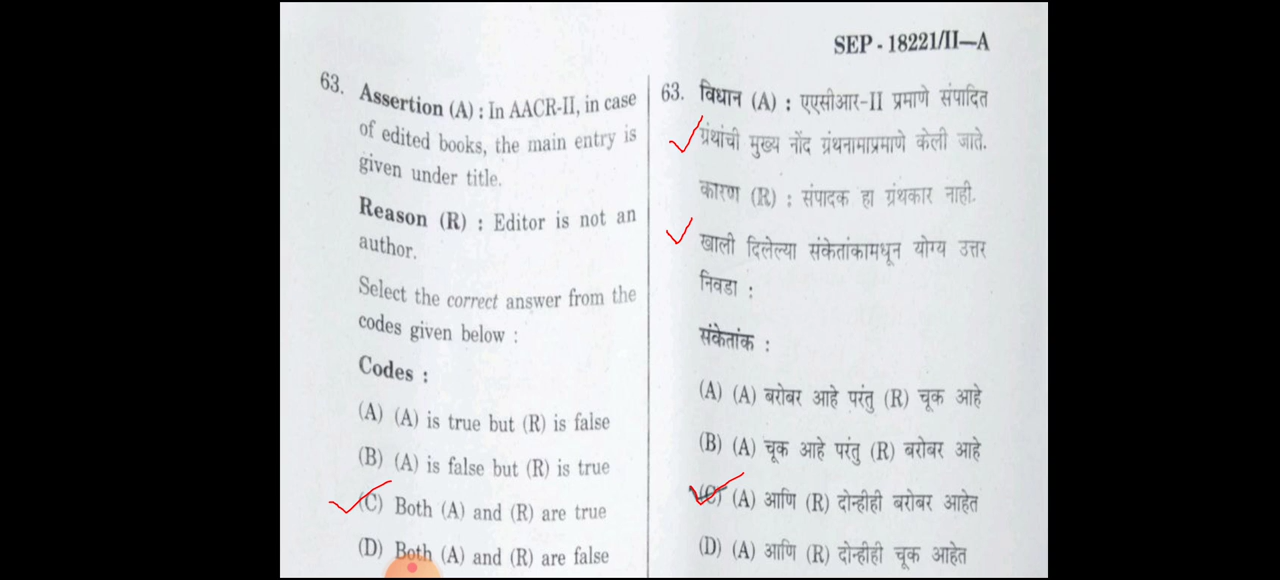 SEP - 18221/II—A
63. Assertion (A) : In AACR-II, in case
of edited books, the main entry is
given under title.
Reason (R) : Editor is not an
author.
Select the correct answer from the
codes given below :
Codes :
(A) (A) is true but (R) is false
(B) (A) is false but (R) is true
(C) Both (A) and (R) are true
(D) Both (A) and (R) are false
63. विधान (A) : एएसीआर-II प्रमाणे संपादित
ग्रंथांची मुख्य नोंद ग्रंथनामाप्रमाणे केली जाते.
कारण (R) : संपादक हा ग्रंथकार नाही.
खाली दिलेल्या संकेतांकामधून योग्य उत्तर
निवडा :
संकेतांक :
(A) (A) बरोबर आहे परंतु (R) चूक आहे
(B) (A) चूक आहे परंतु (R) बरोबर आहे
(C) (A) आणि (R) दोन्हीही बरोबर आहेत
(D) (A) आणि (R) दोन्हीही चूक आहेत